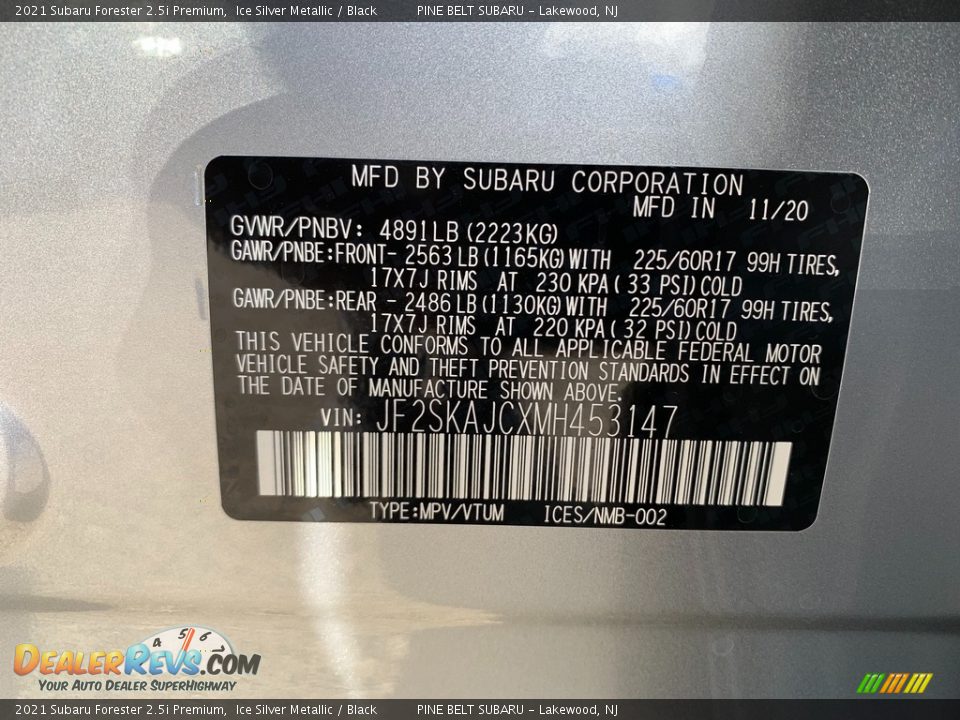 2021 Subaru Forester 2.5i Premium, Ice Silver Metallic / Black PINE BELT SUBARU - Lakewood, NJ
MFD BY SUBARU CORPORATION
MFD IN 11/20
GVWR/PNBV: 4891LB (2223KG)
GAWR/PNBE:FRONT- 2563 LB (1165KG) WITH 225/60R17 99H TIRES,
17X7J RIMS AT 230 KPA ( 33 PSI) COLD
GAWR/PNBE:REAR - 2486 LB (1130KG) WITH 225/60R17 99H TIRES,
17X7J RIMS AT 220 KPA ( 32 PSI) COLD
THIS VEHICLE CONFORMS TO ALL APPLICABLE FEDERAL MOTOR
VEHICLE SAFETY AND THEFT PREVENTION STANDARDS IN EFFECT ON
THE DATE OF MANUFACTURE SHOWN ABOVE.
VIN: JF2SKAJCXMH453147
TYPE:MPV/VTUM ICES/NMB-002
4 5 6 7
DEALERREVS.COM
YOUR AUTO DEALER SUPERHIGHWAY
2021 Subaru Forester 2.5i Premium, Ice Silver Metallic / Black PINE BELT SUBARU - Lakewood, NJ